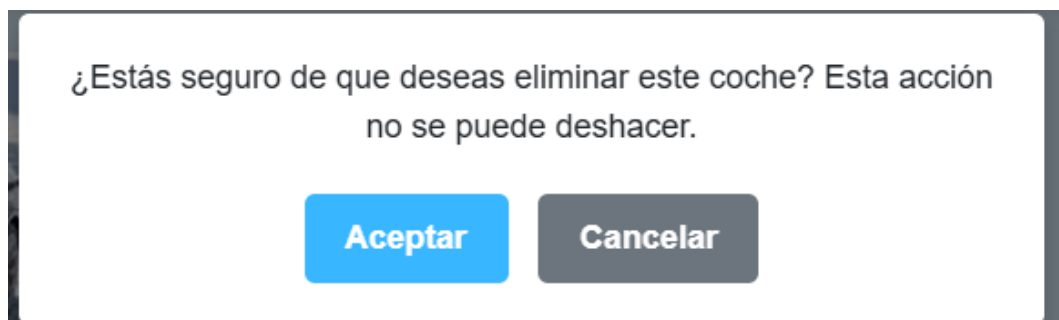 ¿Estás seguro de que deseas eliminar este coche? Esta acción
no se puede deshacer.
Aceptar
Cancelar